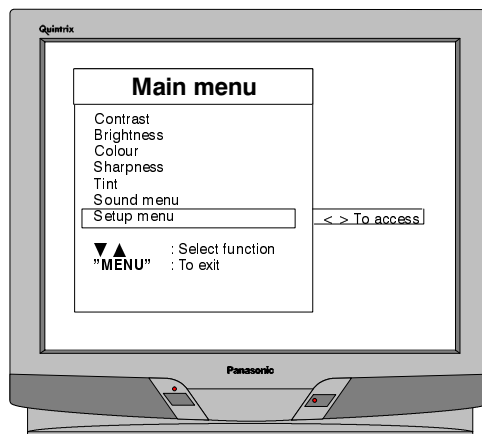 Quintrix
Main menu
Contrast
Brightness
Colour
Sharpness
Tint
Sound menu
Setup menu
< > To access
▼ ▲ : Select function
”MENU” : To exit
Panasonic